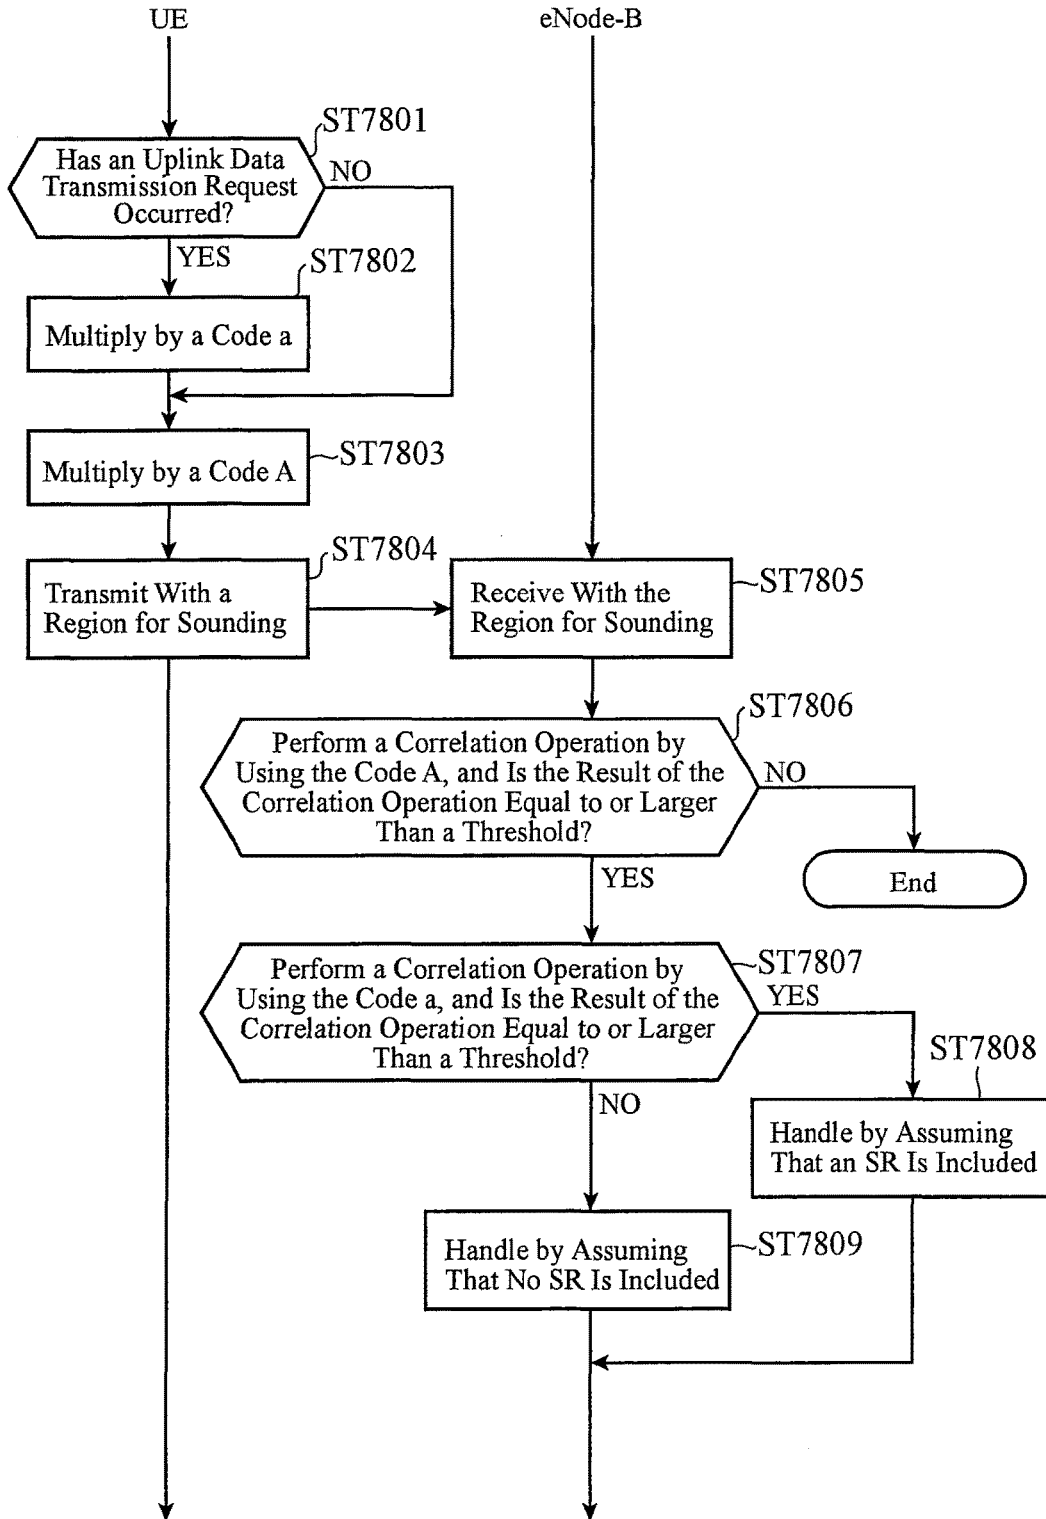 UE
eNode-B
ST7801
Has an Uplink Data
Transmission Request
Occurred?
NO
YES
ST7802
Multiply by a Code a
Multiply by a Code A
ST7803
ST7804
Transmit With a
Region for Sounding
ST7805
Receive With the
Region for Sounding
ST7806
Perform a Correlation Operation by
Using the Code A, and Is the Result of the
Correlation Operation Equal to or Larger
Than a Threshold?
NO
YES
End
ST7807
Perform a Correlation Operation by
Using the Code a, and Is the Result of the
Correlation Operation Equal to or Larger
Than a Threshold?
YES
NO
ST7808
Handle by Assuming
That an SR Is Included
ST7809
Handle by Assuming
That No SR Is Included